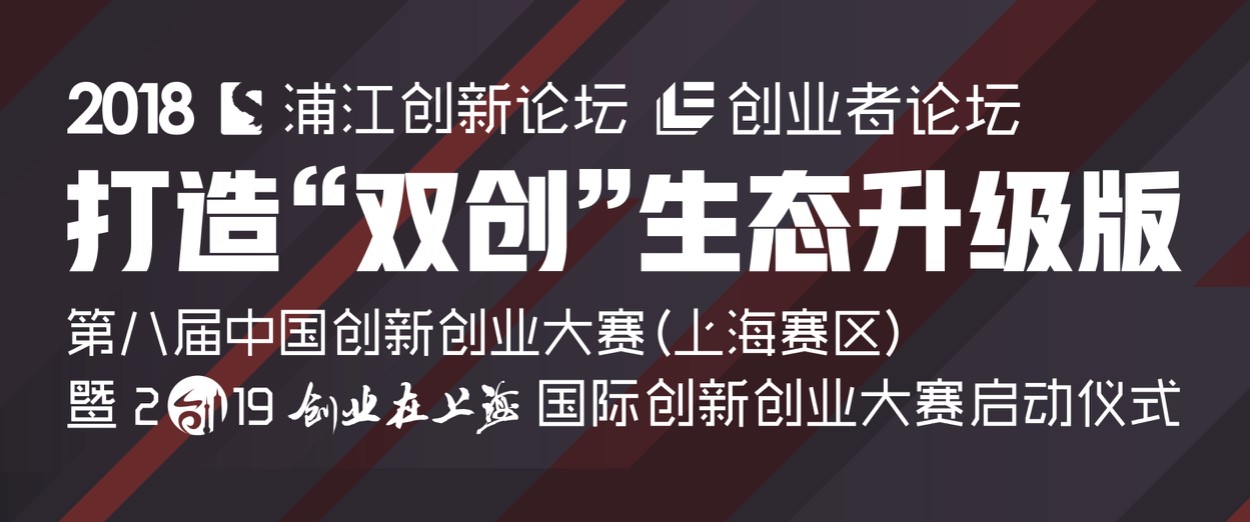 2018 浦江创新论坛 创业者论坛
打造“双创”生态升级版
第八届中国创新创业大赛(上海赛区)
暨 2019 创业在上海 国际创新创业大赛启动仪式